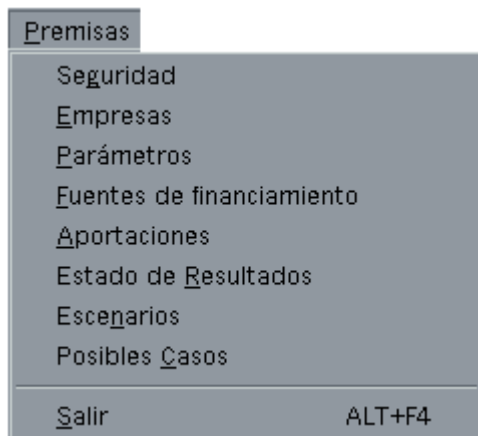 Premisas
Seguridad
Empresas
Parámetros
Fuentes de financiamiento
Aportaciones
Estado de Resultados
Escenarios
Posibles Casos
Salir ALT+F4